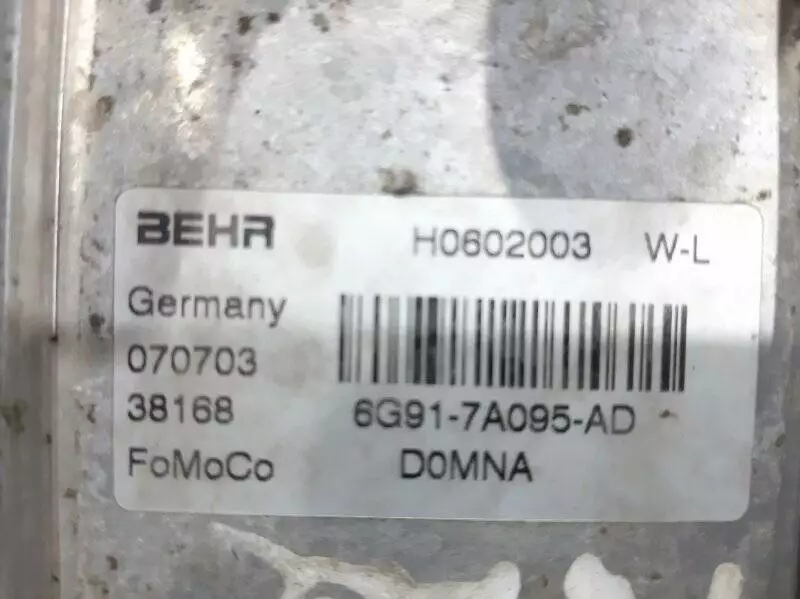 BEHR H0602003 W-L
Germany
070703
38168 6G91-7A095-AD
FoMoCo D0MNA